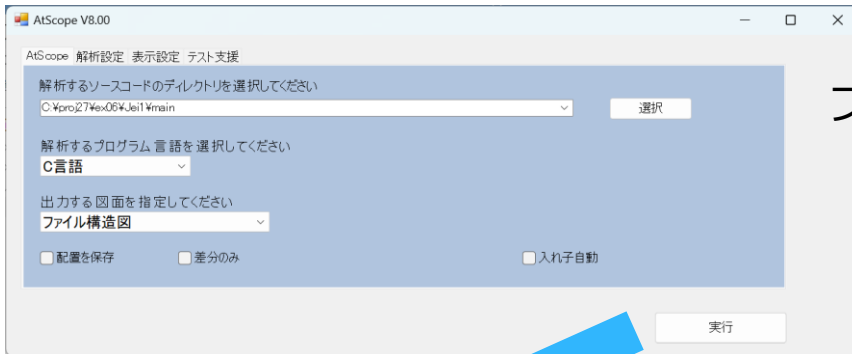 AtScope V8.00
AtScope 解析設定 表示設定 テスト支援
解析するソースコードのディレクトリを選択してください
C:¥proj27¥ex06¥Jei1¥main
選択
解析するプログラム言語を選択してください
C言語
出力する図面を指定してください
ファイル構造図
配置を保存 差分のみ 入れ子自動
実行